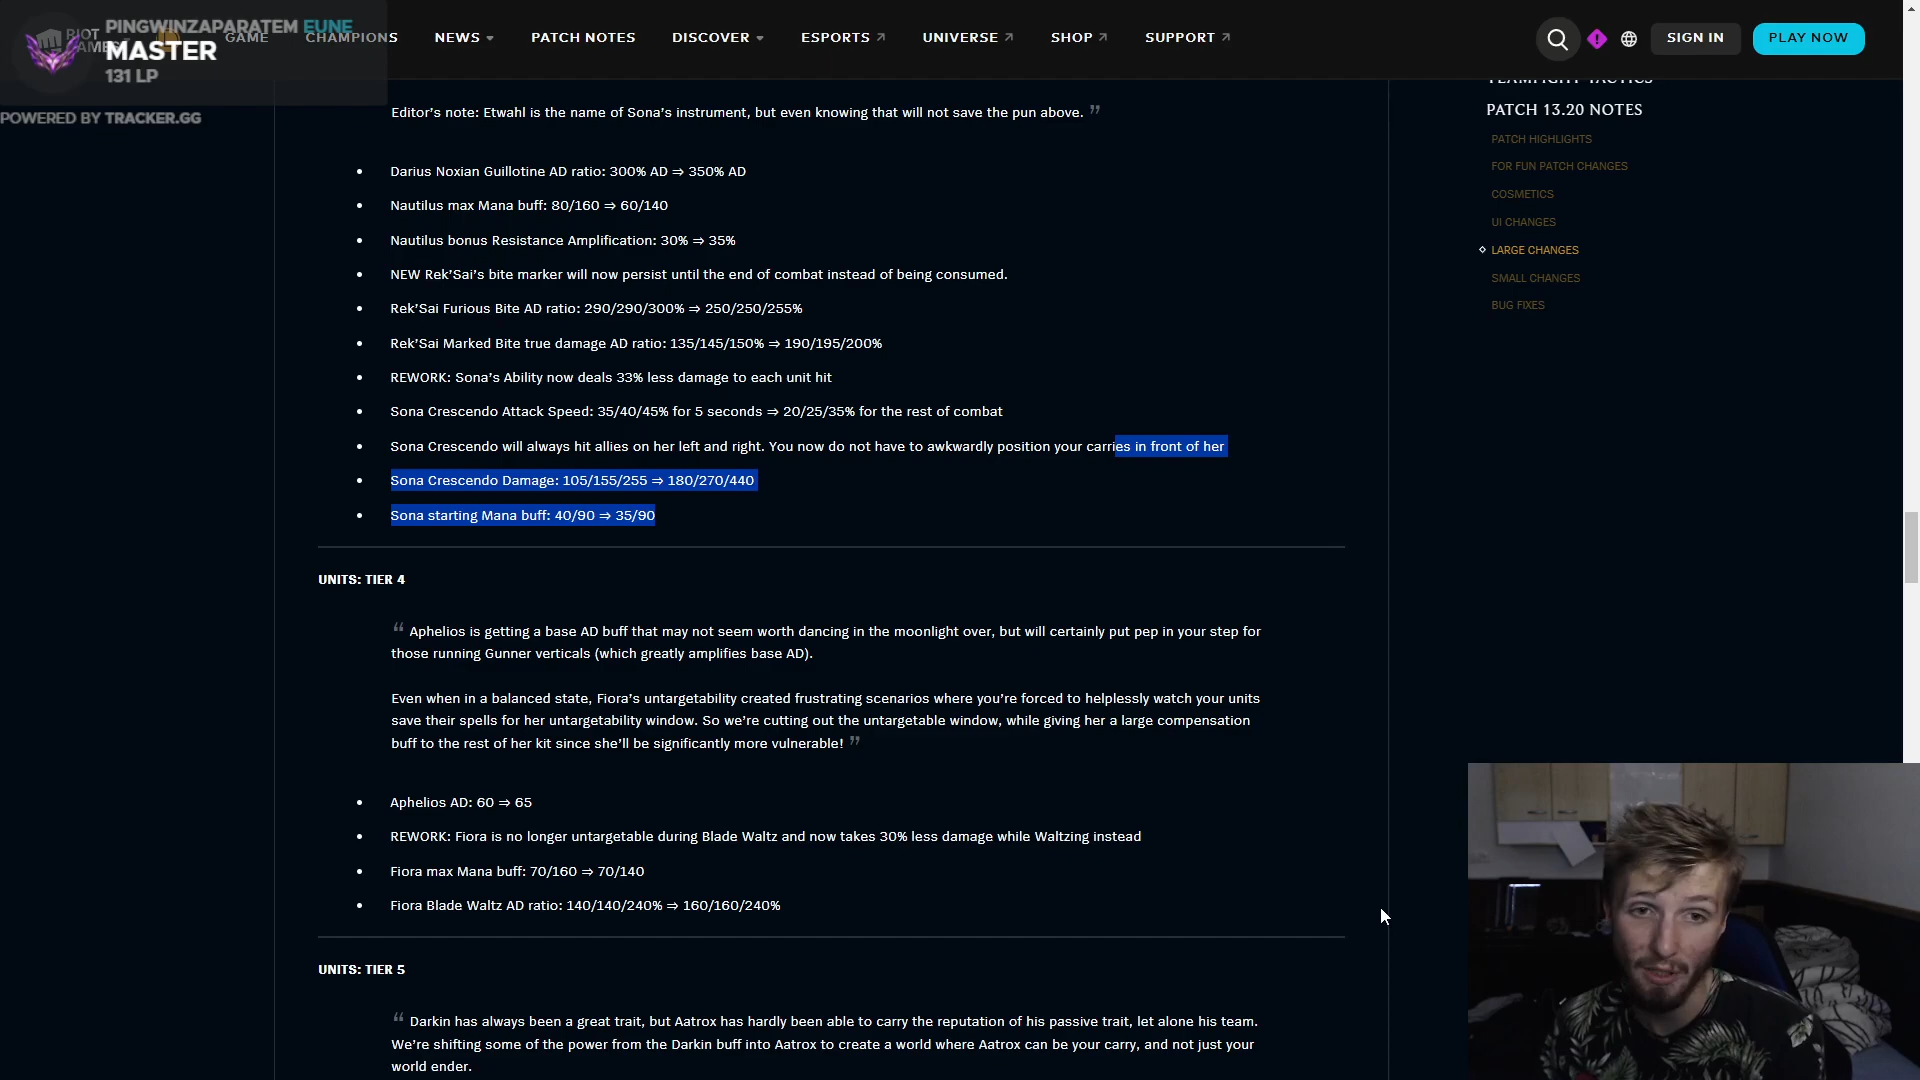 PINGWINZAPARATEM EUNE
MASTER
131 LP
POWERED BY TRACKER.GG
RIOT GAMES
GAME
CHAMPIONS
NEWS
PATCH NOTES
DISCOVER
ESPORTS
UNIVERSE
SHOP
SUPPORT
SIGN IN
PLAY NOW
Editor's note: Etwahl is the name of Sona's instrument, but even knowing that will not save the pun above. ”
• Darius Noxian Guillotine AD ratio: 300% AD ⇒ 350% AD
• Nautilus max Mana buff: 80/160 ⇒ 60/140
• Nautilus bonus Resistance Amplification: 30% ⇒ 35%
• NEW Rek'Sai's bite marker will now persist until the end of combat instead of being consumed.
• Rek'Sai Furious Bite AD ratio: 290/290/300% ⇒ 250/250/255%
• Rek'Sai Marked Bite true damage AD ratio: 135/145/150% ⇒ 190/195/200%
• REWORK: Sona's Ability now deals 33% less damage to each unit hit
• Sona Crescendo Attack Speed: 35/40/45% for 5 seconds ⇒ 20/25/35% for the rest of combat
• Sona Crescendo will always hit allies on her left and right. You now do not have to awkwardly position your carries in front of her
• Sona Crescendo Damage: 105/155/255 ⇒ 180/270/440
• Sona starting Mana buff: 40/90 ⇒ 35/90
UNITS: TIER 4
“ Aphelios is getting a base AD buff that may not seem worth dancing in the moonlight over, but will certainly put pep in your step for
those running Gunner verticals (which greatly amplifies base AD).
Even when in a balanced state, Fiora's untargetability created frustrating scenarios where you're forced to helplessly watch your units
save their spells for her untargetability window. So we're cutting out the untargetable window, while giving her a large compensation
buff to the rest of her kit since she'll be significantly more vulnerable! ”
• Aphelios AD: 60 ⇒ 65
• REWORK: Fiora is no longer untargetable during Blade Waltz and now takes 30% less damage while Waltzing instead
• Fiora max Mana buff: 70/160 ⇒ 70/140
• Fiora Blade Waltz AD ratio: 140/140/240% ⇒ 160/160/240%
UNITS: TIER 5
“ Darkin has always been a great trait, but Aatrox has hardly been able to carry the reputation of his passive trait, let alone his team.
We're shifting some of the power from the Darkin buff into Aatrox to create a world where Aatrox can be your carry, and not just your
world ender.
TEAMFIGHT TACTICS
PATCH 13.20 NOTES
PATCH HIGHLIGHTS
FOR FUN PATCH CHANGES
COSMETICS
UI CHANGES
LARGE CHANGES
SMALL CHANGES
BUG FIXES